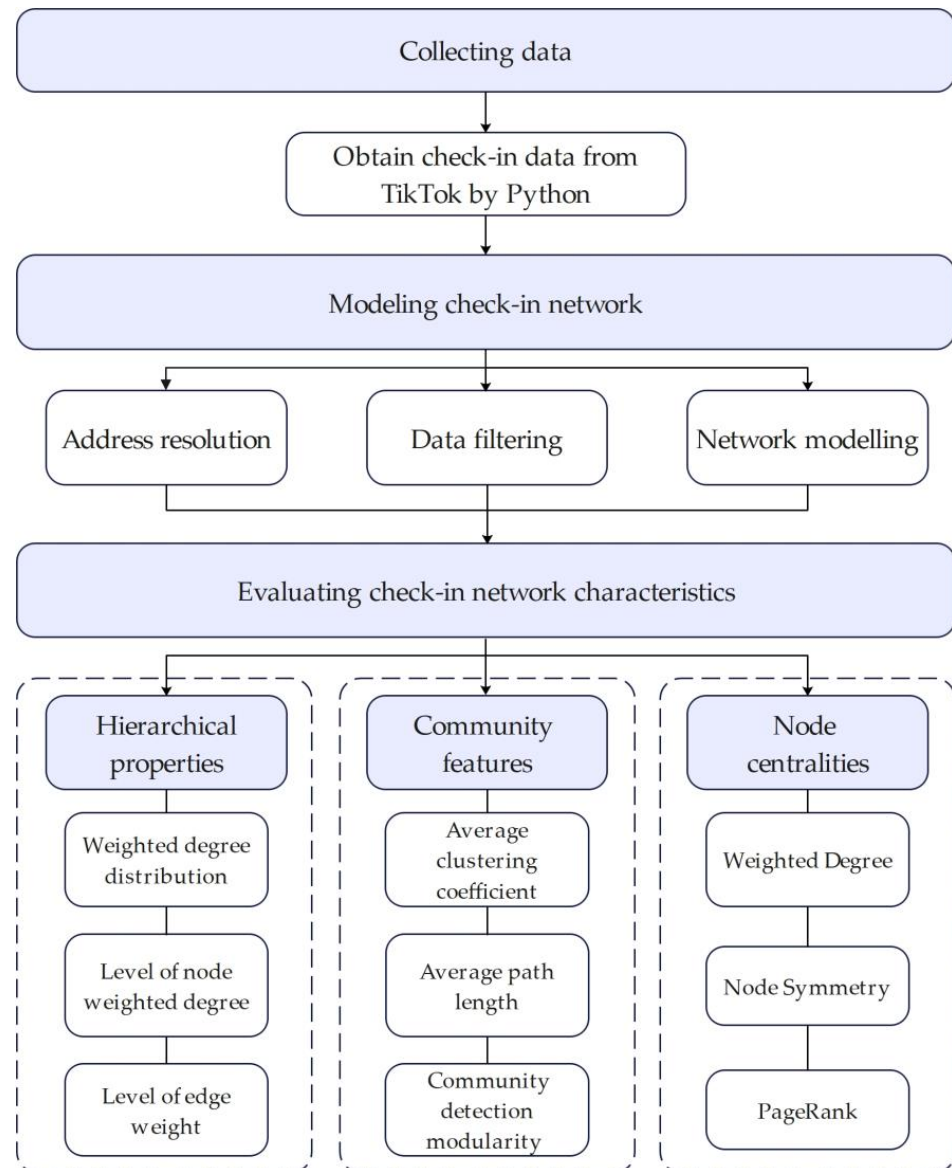 Collecting data
Obtain check-in data from
TikTok by Python
Modeling check-in network
Address resolution
Data filtering
Network modelling
Evaluating check-in network characteristics
Hierarchical
properties
Community
features
Node
centralities
Weighted degree
distribution
Average
clustering
coefficient
Weighted Degree
Level of node
weighted degree
Average path
length
Node Symmetry
Level of edge
weight
Community
detection
modularity
PageRank